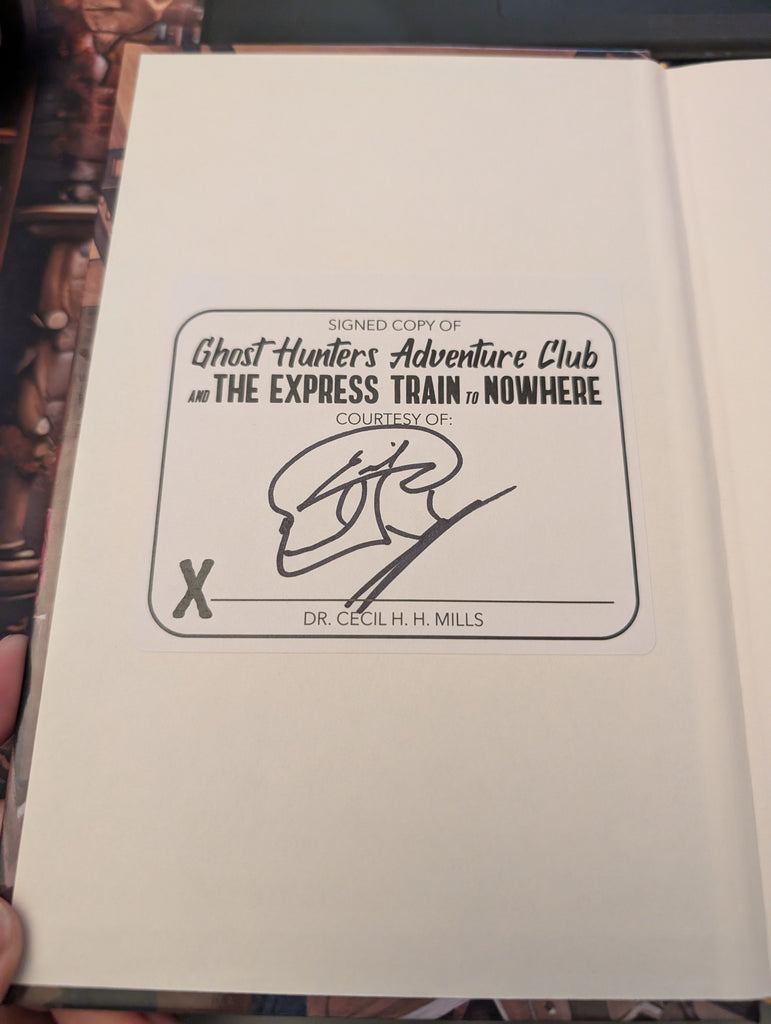 SIGNED COPY OF
Ghost Hunters Adventure Club
AND THE EXPRESS TRAIN TO NOWHERE
COURTESY OF:
X
DR. CECIL H. H. MILLS